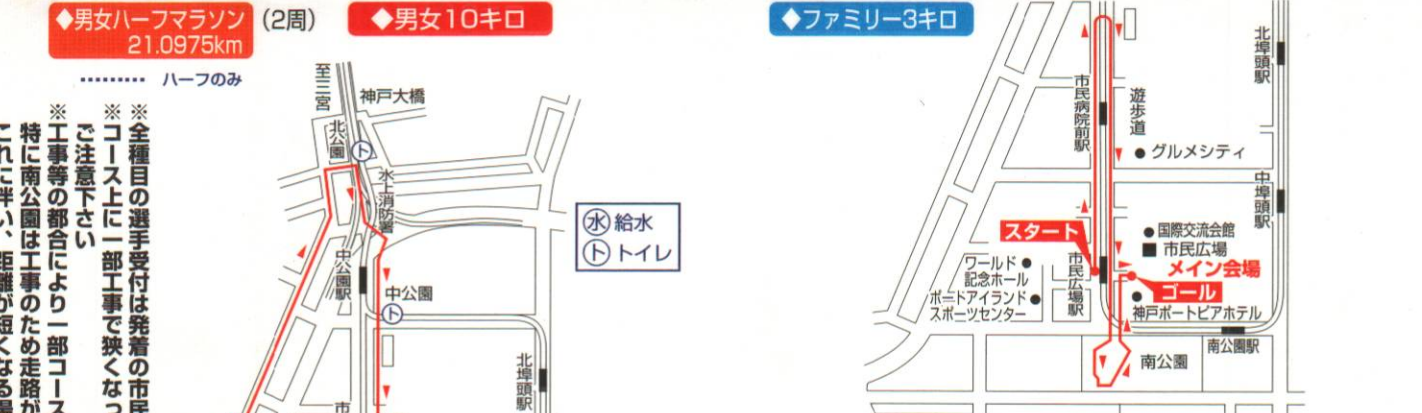 ◆男女ハーフマラソン
21.0975km
(2周)
◆男女10キロ
ハーフのみ
※全種目の選手受付は発着の市民
※コース上に一部工事で狭くなっ
ご注意下さい
※工事等の都合により一部コース
特に南公園は工事のため走路が
これに伴い、距離が短くなる場
至三宮
神戸大橋
北公園
ト
水上消防署
中公園駅
中公園
ト
北埠頭駅
市
水 給水
ト トイレ
◆ファミリー3キロ
北埠頭駅
市民病院前駅
遊歩道
グルメシティ
中埠頭駅
スタート
国際交流会館
市民広場
メイン会場
ワールド
記念ホール
市民広場駅
ゴール
ポートアイランド
スポーツセンター
神戸ポートピアホテル
南公園駅
南公園